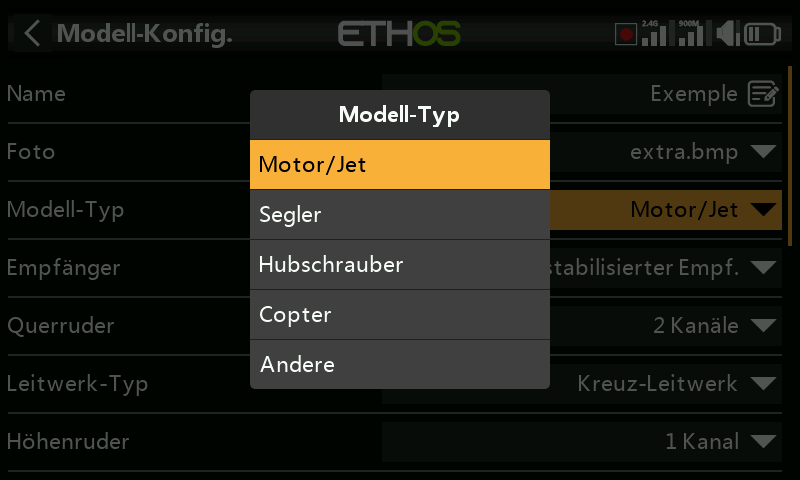 Modell-Konfig.
ETHOS
2.4G
900M
Name
Exemple
Foto
extra.bmp
Modell-Typ
Motor/Jet
Empfänger
stabilisierter Empf.
Querruder
2 Kanäle
Leitwerk-Typ
Kreuz-Leitwerk
Höhenruder
1 Kanal
Modell-Typ
Motor/Jet
Segler
Hubschrauber
Copter
Andere